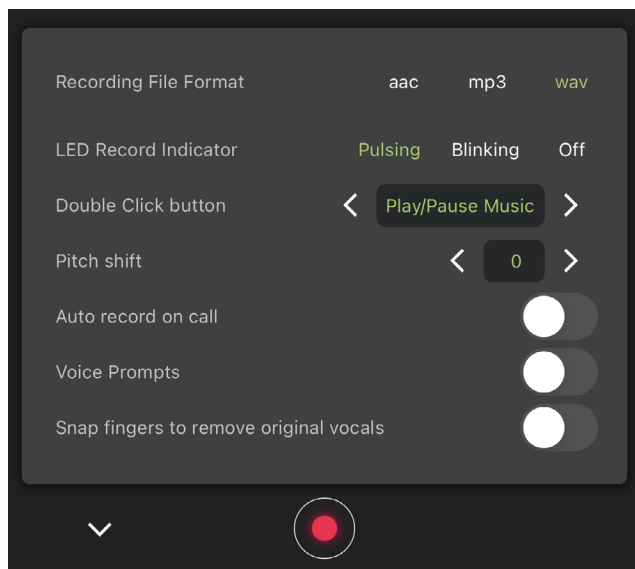 Recording File Format aac mp3 wav
LED Record Indicator Pulsing Blinking Off
Double Click button Play/Pause Music
Pitch shift 0
Auto record on call
Voice Prompts
Snap fingers to remove original vocals